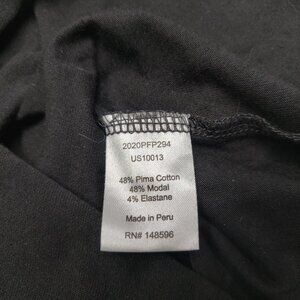 2020PFP294
US10013
48% Pima Cotton
48% Modal
4% Elastane
Made in Peru
RN# 148596